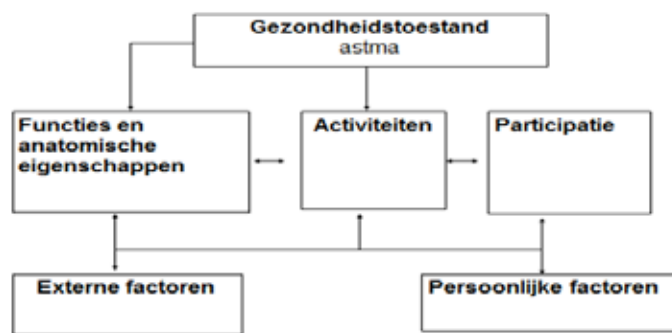 Gezondheidstoestand
astma
Functies en
anatomische
eigenschappen
Activiteiten
Participatie
Externe factoren
Persoonlijke factoren